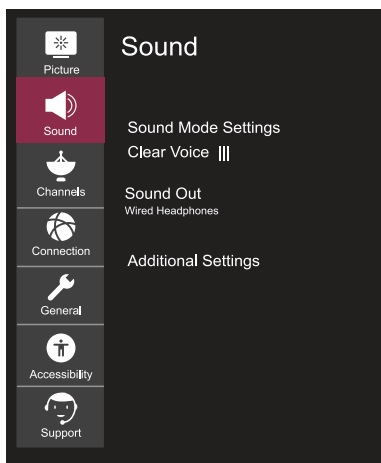 Picture
Sound
Channels
Connection
General
Accessibility
Support
Sound
Sound Mode Settings
Clear Voice III
Sound Out
Wired Headphones
Additional Settings